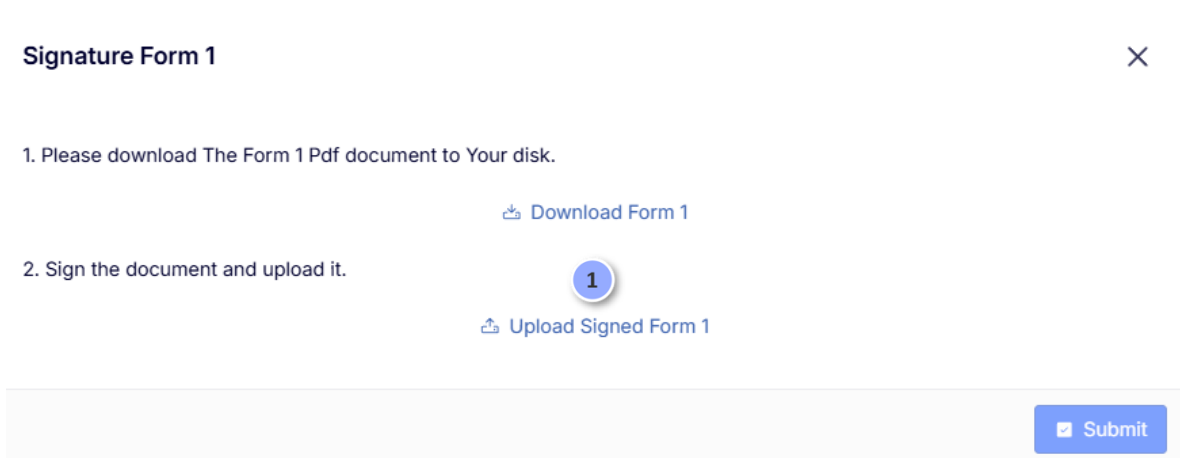 Signature Form 1
1. Please download The Form 1 Pdf document to Your disk.
Download Form 1
2. Sign the document and upload it.
1
Upload Signed Form 1
Submit